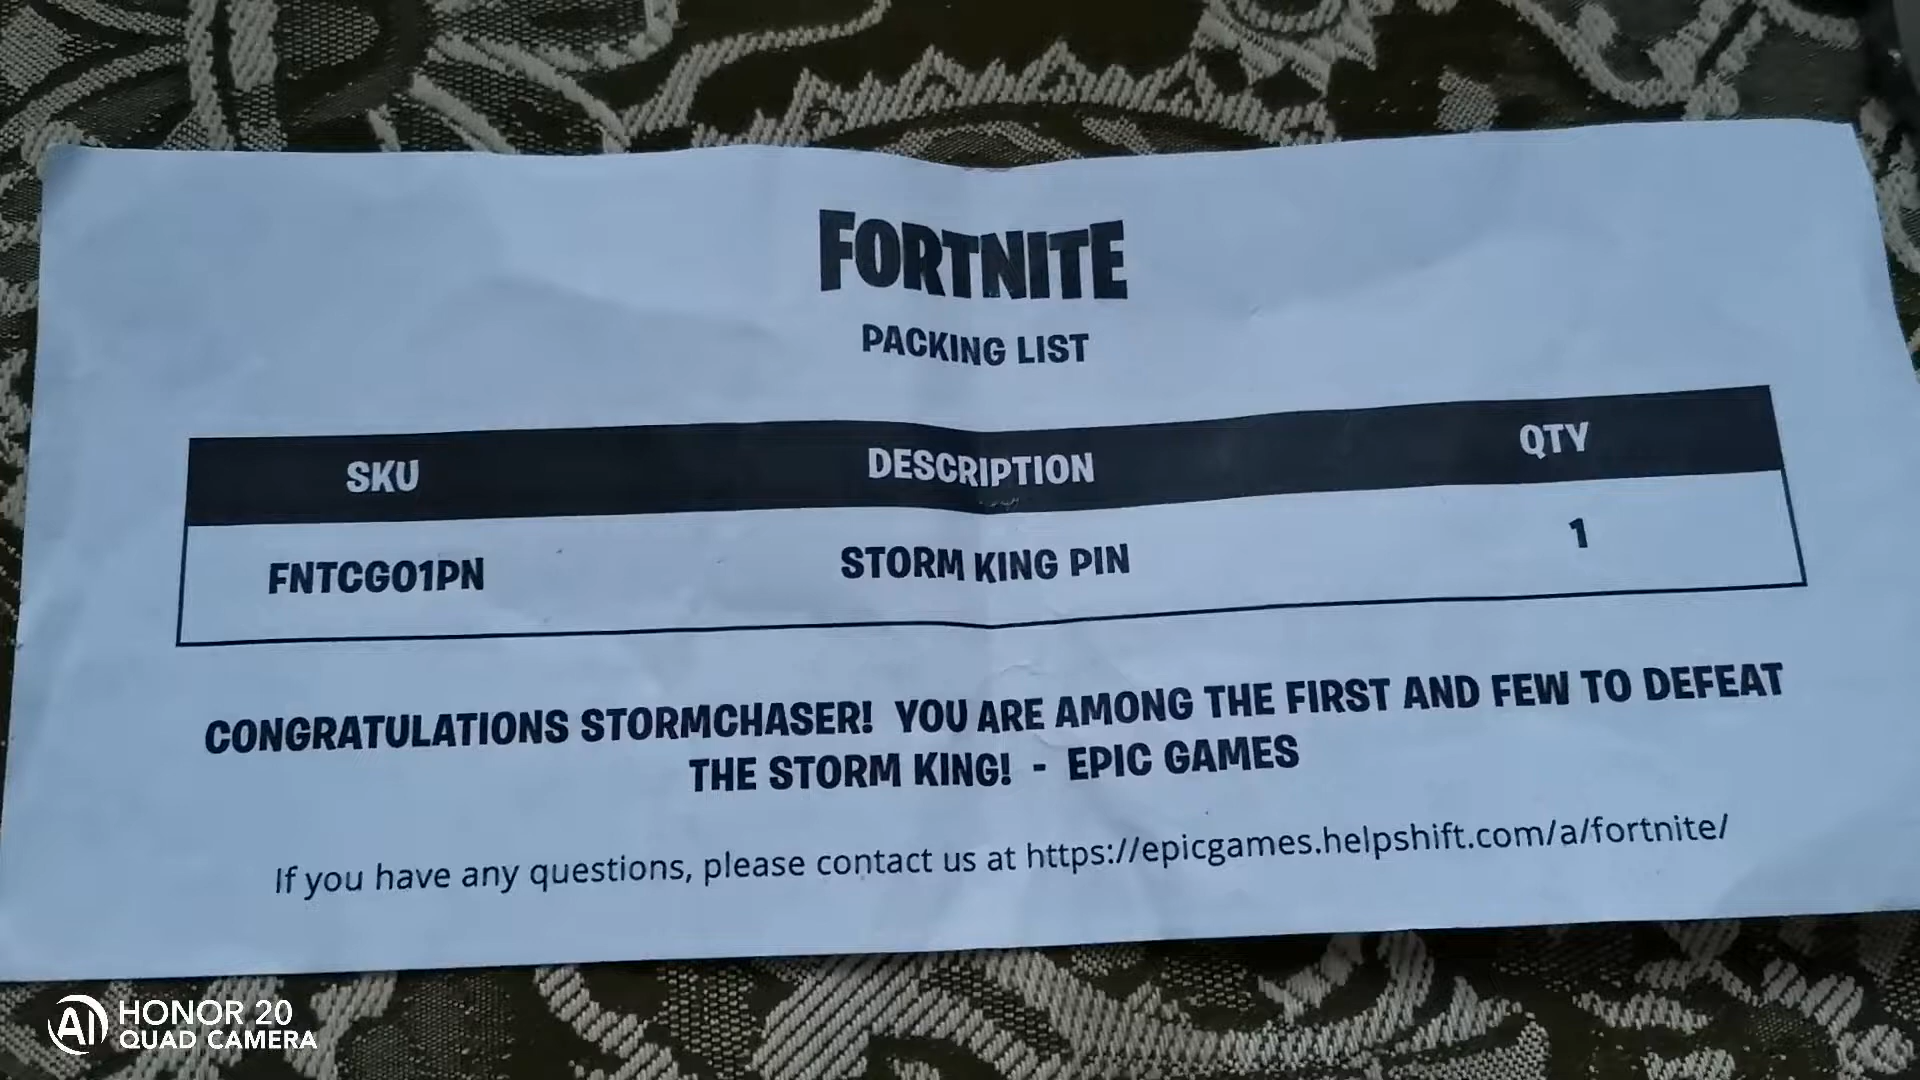 FORTNITE
PACKING LIST
SKU DESCRIPTION QTY
FNTCG01PN STORM KING PIN 1
CONGRATULATIONS STORMCHASER! YOU ARE AMONG THE FIRST AND FEW TO DEFEAT
THE STORM KING! - EPIC GAMES
If you have any questions, please contact us at https://epicgames.helpshift.com/a/fortnite/
AI HONOR 20
QUAD CAMERA